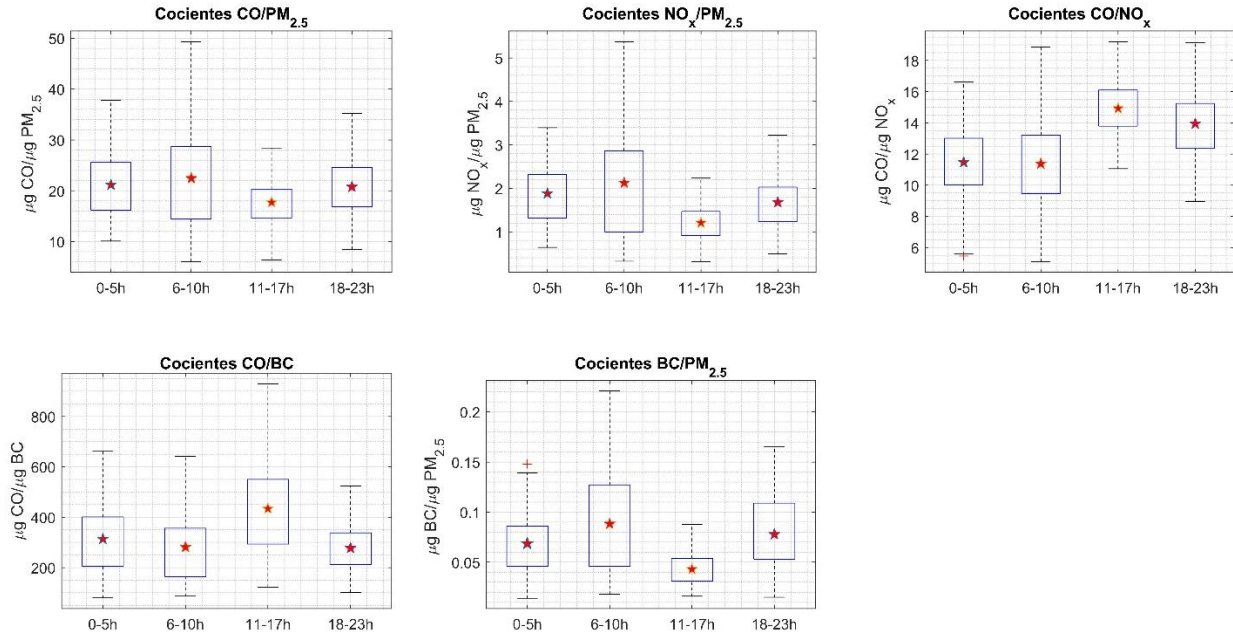 Cocientes CO/PM2.5
μg CO/μg PM2.5
50
40
30
20
10
0-5h 6-10h 11-17h 18-23h
Cocientes NOx/PM2.5
μg NOx/μg PM2.5
5
4
3
2
1
0-5h 6-10h 11-17h 18-23h
Cocientes CO/NOx
μg CO/μg NOx
18
16
14
12
10
8
6
0-5h 6-10h 11-17h 18-23h
Cocientes CO/BC
μg CO/μg BC
800
600
400
200
0-5h 6-10h 11-17h 18-23h
Cocientes BC/PM2.5
μg BC/μg PM2.5
0.2
0.15
0.1
0.05
0-5h 6-10h 11-17h 18-23h